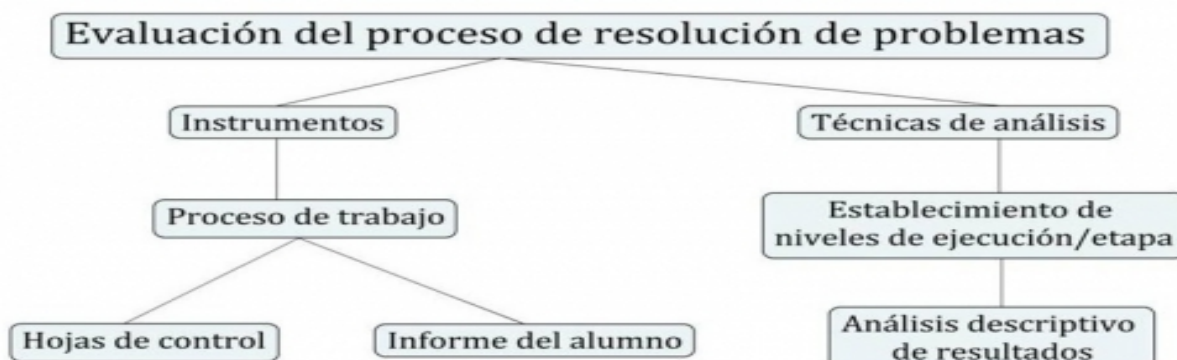 Evaluación del proceso de resolución de problemas
Instrumentos
Técnicas de análisis
Proceso de trabajo
Establecimiento de
niveles de ejecución/etapa
Hojas de control
Informe del alumno
Análisis descriptivo
de resultados